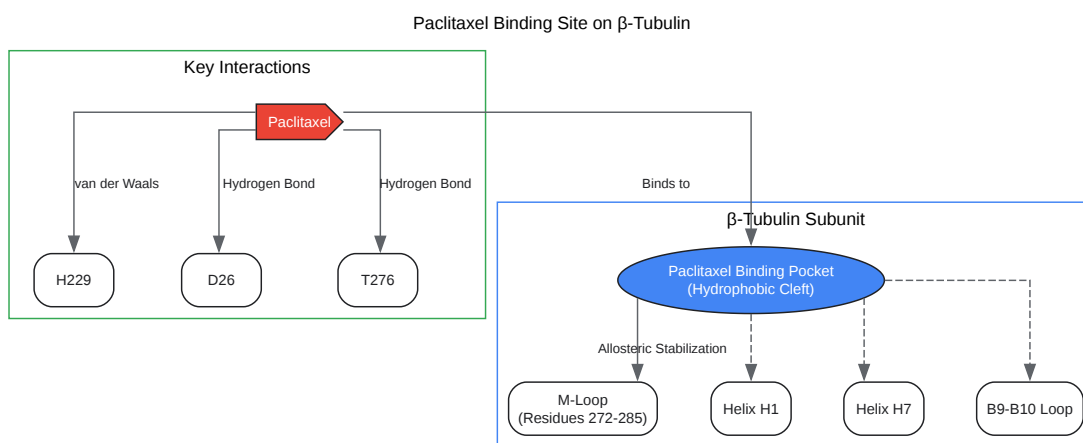 Paclitaxel Binding Site on β-Tubulin
Key Interactions
Paclitaxel
van der Waals
Hydrogen Bond
Hydrogen Bond
Binds to
H229
D26
T276
β-Tubulin Subunit
Paclitaxel Binding Pocket
(Hydrophobic Cleft)
Allosteric Stabilization
M-Loop
(Residues 272-285)
Helix H1
Helix H7
B9-B10 Loop